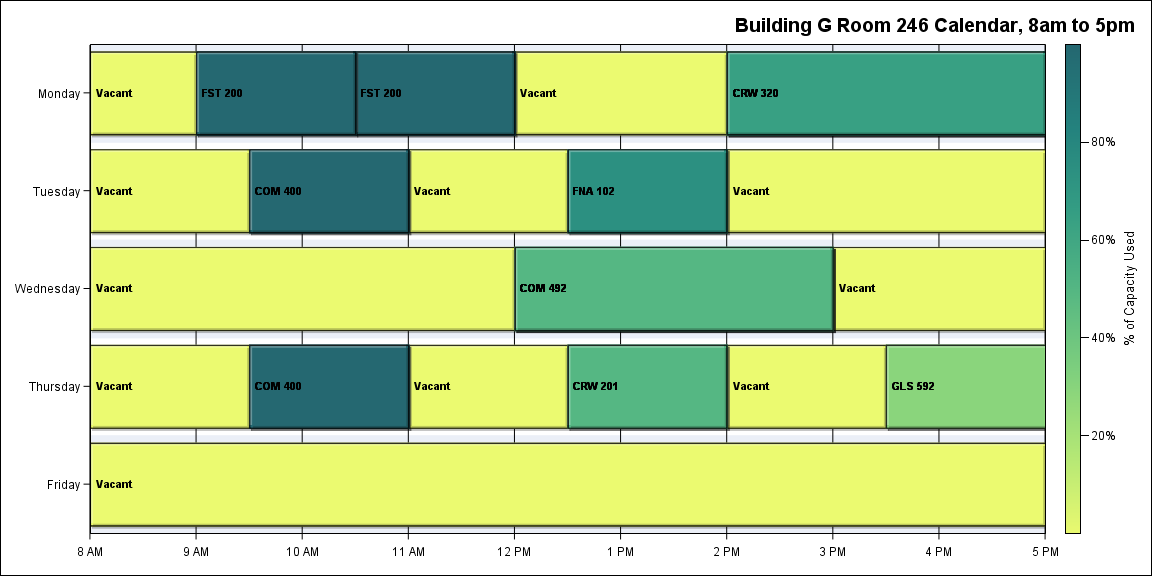 Building G Room 246 Calendar, 8am to 5pm
Monday
Vacant
FST 200
FST 200
Vacant
CRW 320
Tuesday
Vacant
COM 400
Vacant
FNA 102
Vacant
Wednesday
Vacant
COM 492
Vacant
Thursday
Vacant
COM 400
Vacant
CRW 201
Vacant
GLS 592
Friday
Vacant
8 AM
9 AM
10 AM
11 AM
12 PM
1 PM
2 PM
3 PM
4 PM
5 PM
80%
60%
40%
20%
% of Capacity Used